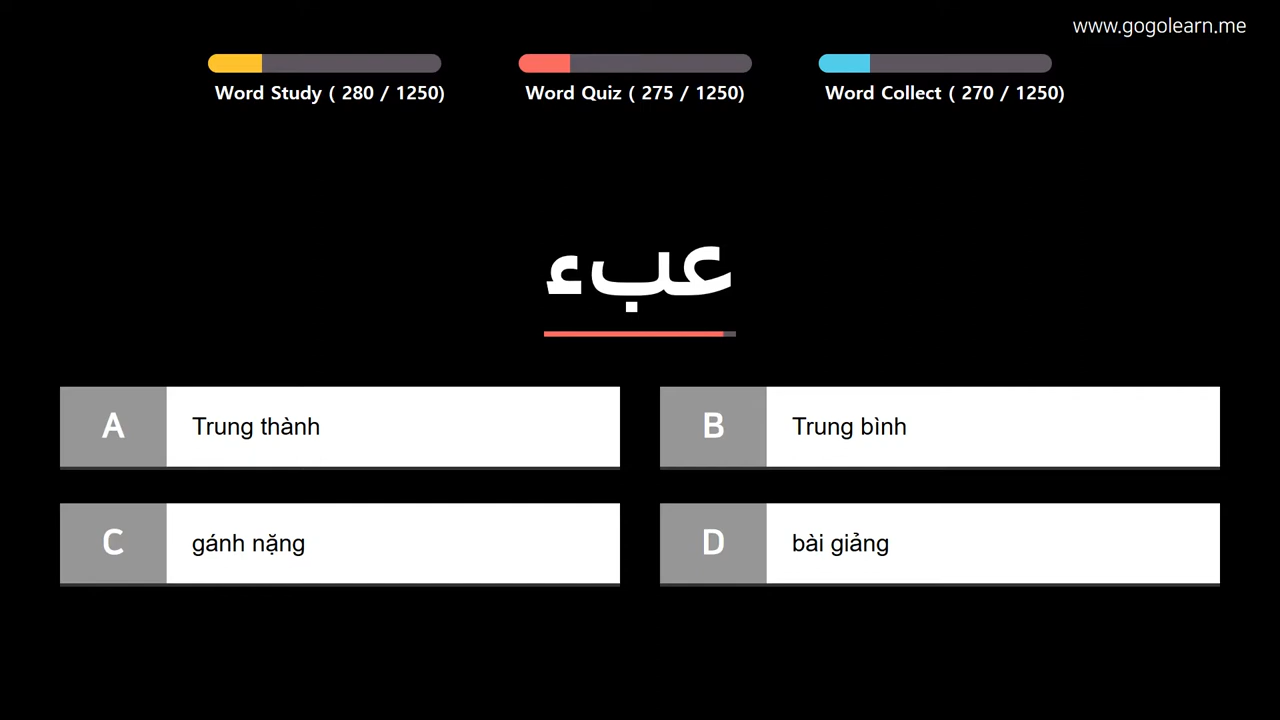 www.gogolearn.me
Word Study ( 280 / 1250)
Word Quiz ( 275 / 1250)
Word Collect ( 270 / 1250)
عبء
A Trung thành
B Trung bình
C gánh nặng
D bài giảng